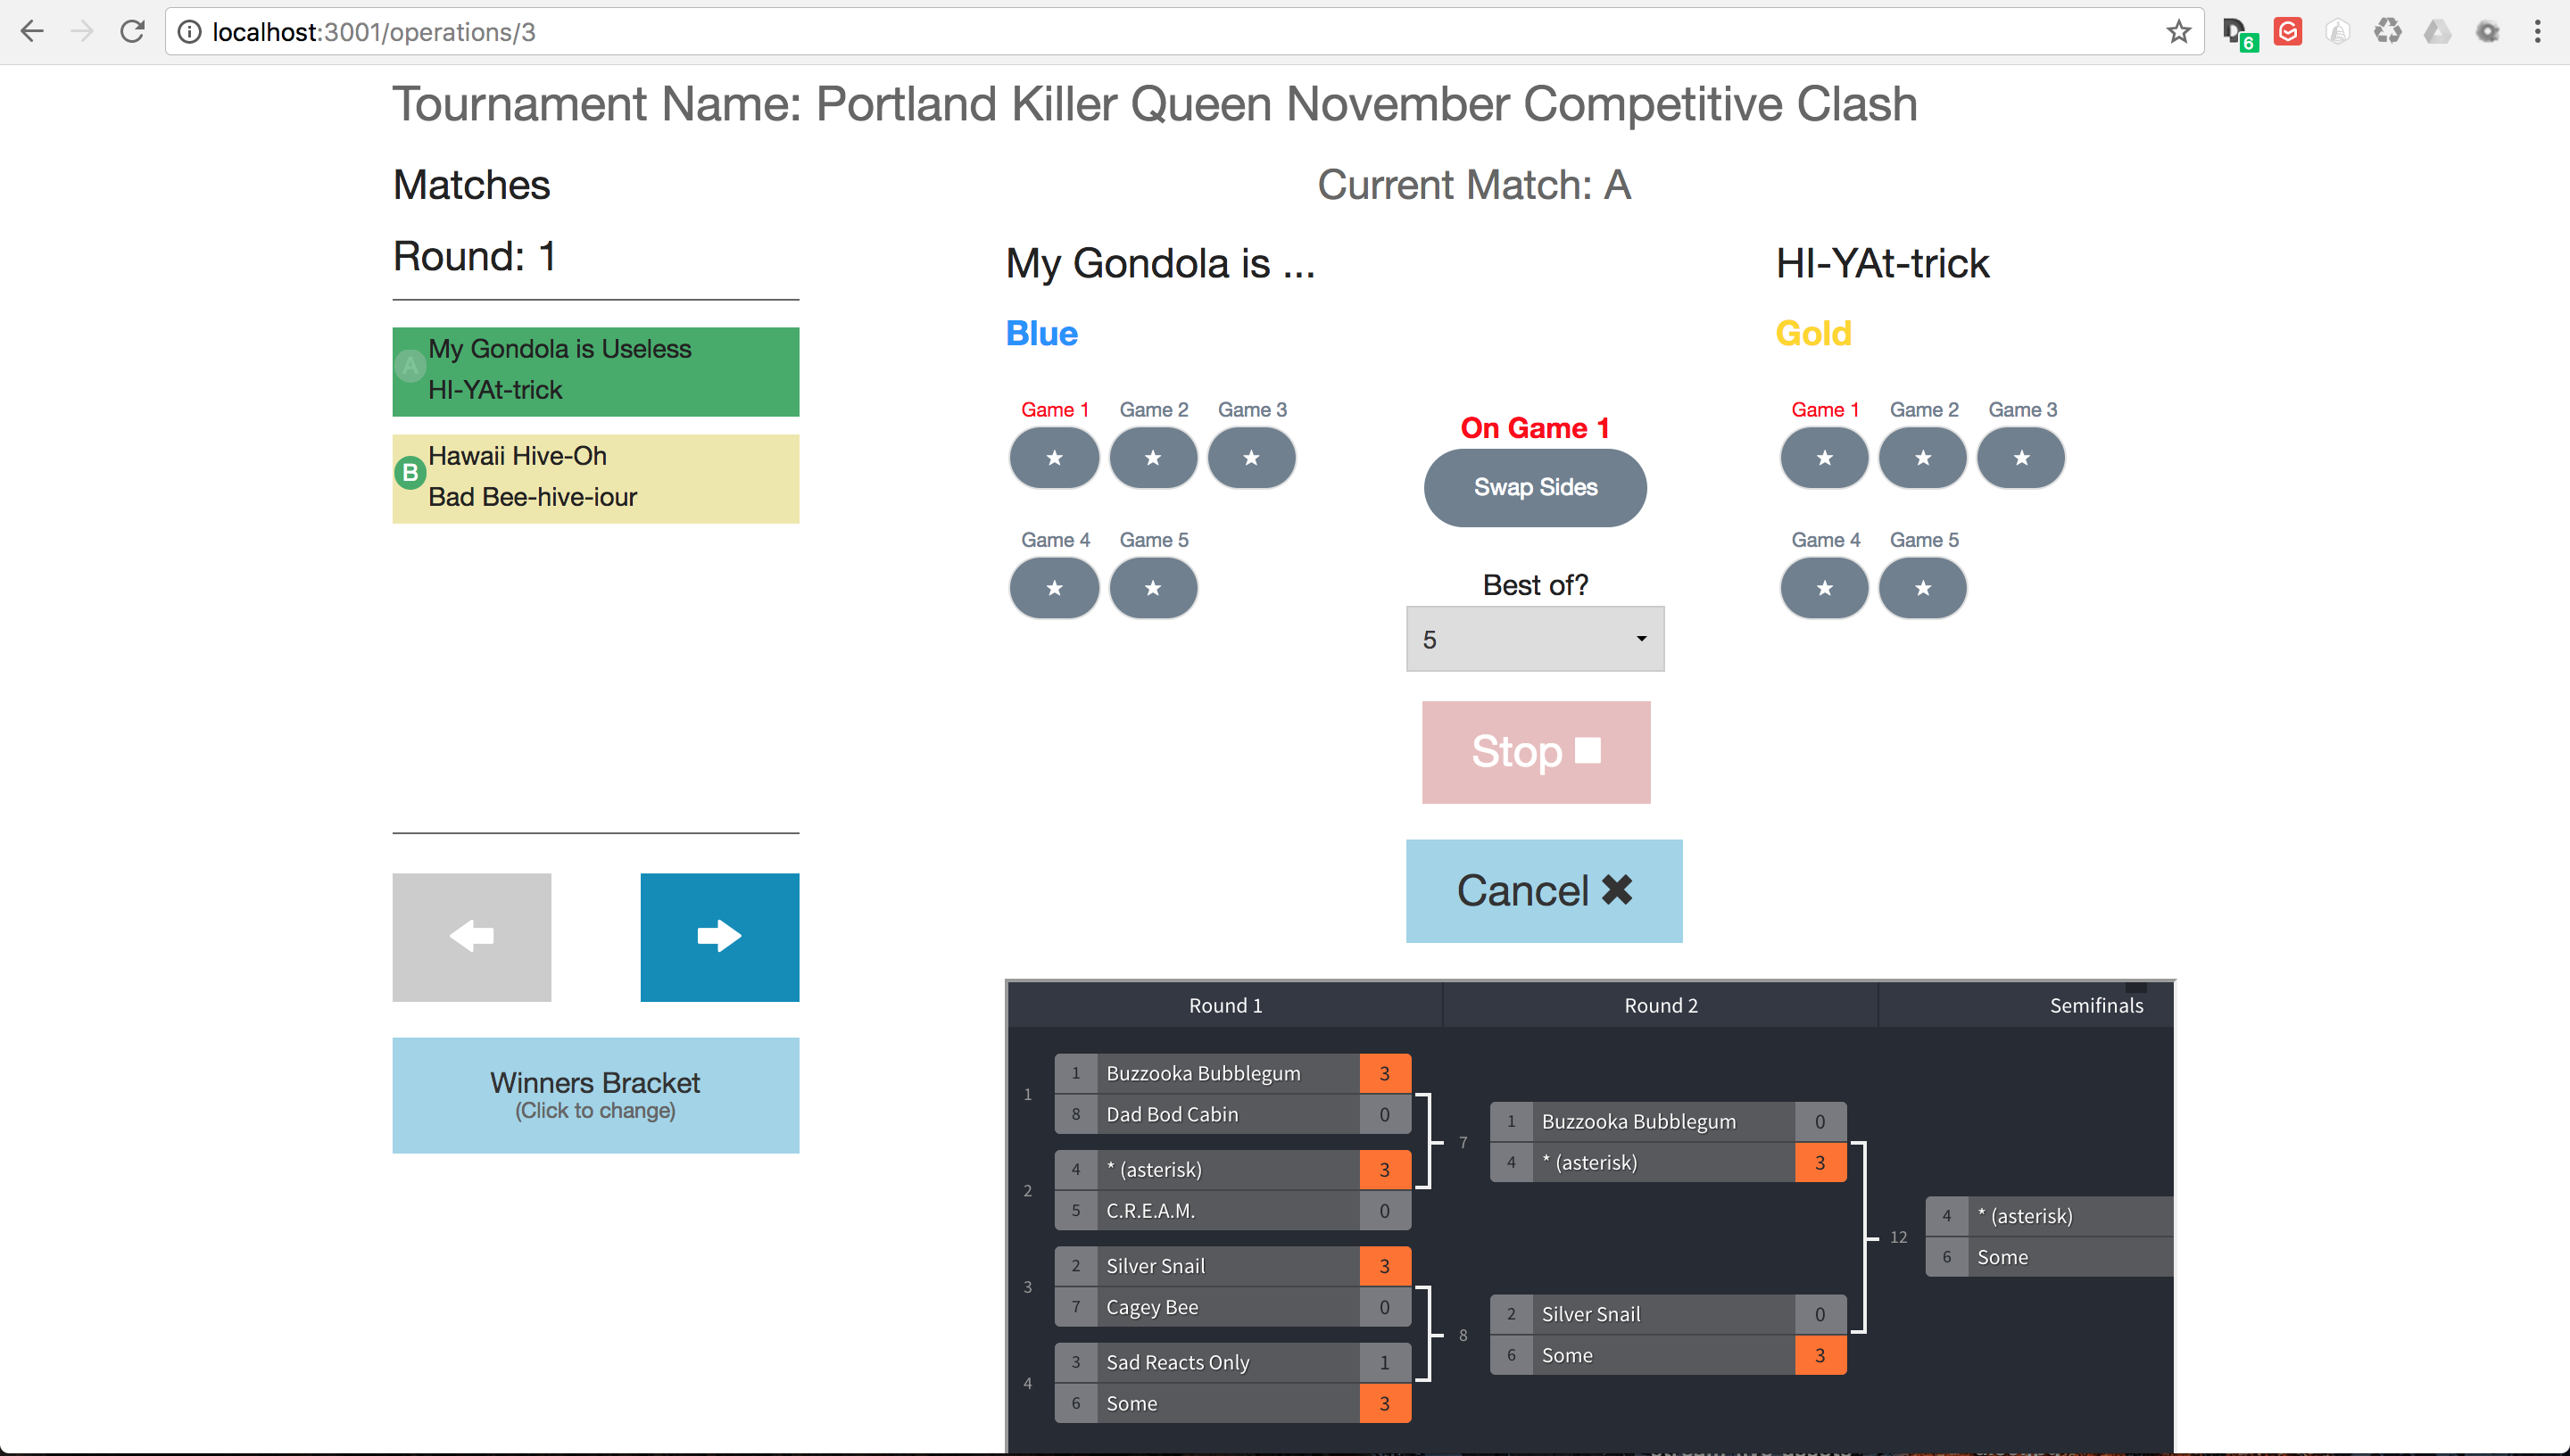 localhost:3001/operations/3
6
Tournament Name: Portland Killer Queen November Competitive Clash
Matches
Round: 1
A
My Gondola is Useless
HI-YAt-trick
B
Hawaii Hive-Oh
Bad Bee-hive-iour
Winners Bracket
(Click to change)
Current Match: A
My Gondola is ...
Blue
Game 1 Game 2 Game 3
Game 4 Game 5
On Game 1
Swap Sides
Best of?
5
Stop
Cancel
HI-YAt-trick
Gold
Game 1 Game 2 Game 3
Game 4 Game 5
Round 1 Round 2 Semifinals
1
1 Buzzooka Bubblegum 3
8 Dad Bod Cabin 0
2
4 * (asterisk) 3
5 C.R.E.A.M. 0
3
2 Silver Snail 3
7 Cagey Bee 0
4
3 Sad Reacts Only 1
6 Some 3
7
1 Buzzooka Bubblegum 0
4 * (asterisk) 3
8
2 Silver Snail 0
6 Some 3
12
4 * (asterisk)
6 Some